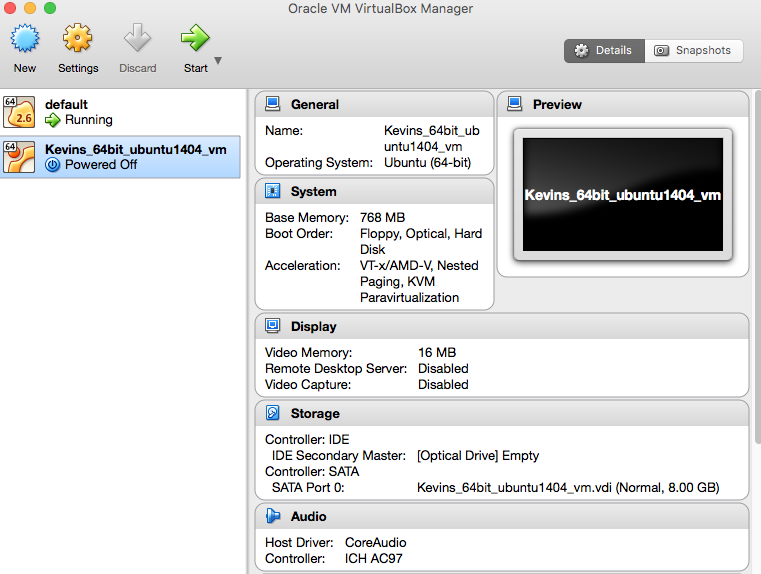 Oracle VM VirtualBox Manager
New Settings Discard Start
Details Snapshots
64
2.6
default
Running
64
Kevins_64bit_ubuntu1404_vm
Powered Off
General
Name: Kevins_64bit_ub
untu1404_vm
Operating System: Ubuntu (64-bit)
System
Base Memory: 768 MB
Boot Order: Floppy, Optical, Hard
Disk
Acceleration: VT-x/AMD-V, Nested
Paging, KVM
Paravirtualization
Preview
Kevins_64bit_ubuntu1404_vm
Display
Video Memory: 16 MB
Remote Desktop Server: Disabled
Video Capture: Disabled
Storage
Controller: IDE
IDE Secondary Master: [Optical Drive] Empty
Controller: SATA
SATA Port 0: Kevins_64bit_ubuntu1404_vm.vdi (Normal, 8.00 GB)
Audio
Host Driver: CoreAudio
Controller: ICH AC97